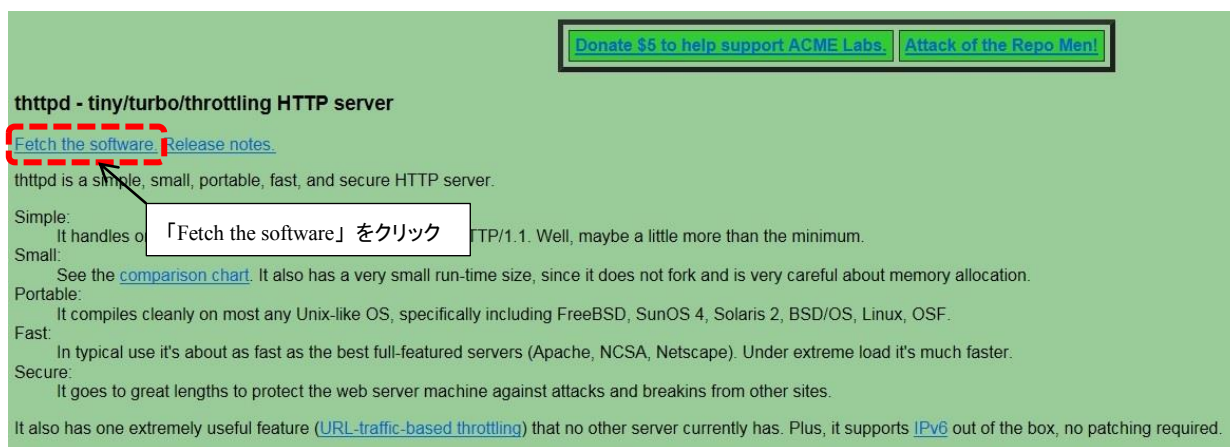 Donate $5 to help support ACME Labs. Attack of the Repo Men!
thttpd - tiny/turbo/throttling HTTP server
Fetch the software. Release notes.
thttpd is a simple, small, portable, fast, and secure HTTP server.
Simple:
It handles o
「Fetch the software」をクリック
TTP/1.1. Well, maybe a little more than the minimum.
Small:
See the comparison chart. It also has a very small run-time size, since it does not fork and is very careful about memory allocation.
Portable:
It compiles cleanly on most any Unix-like OS, specifically including FreeBSD, SunOS 4, Solaris 2, BSD/OS, Linux, OSF.
Fast:
In typical use it's about as fast as the best full-featured servers (Apache, NCSA, Netscape). Under extreme load it's much faster.
Secure:
It goes to great lengths to protect the web server machine against attacks and breakins from other sites.
It also has one extremely useful feature (URL-traffic-based throttling) that no other server currently has. Plus, it supports IPv6 out of the box, no patching required.